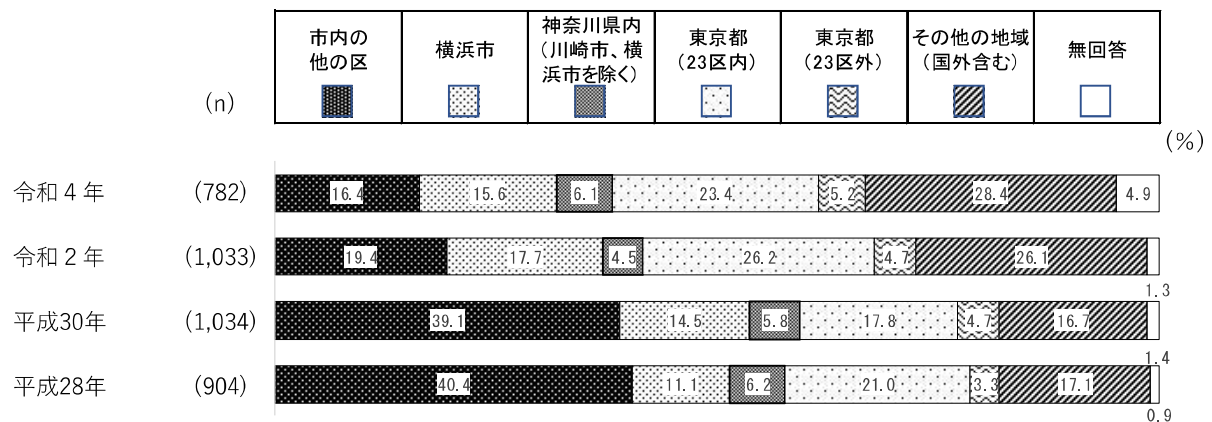 市内の
他の区
横浜市
神奈川県内
（川崎市、横
浜市を除く）
東京都
（23区内）
東京都
（23区外）
その他の地域
（国外含む）
無回答
(n)
(%)
令和４年 (782) 16.4 15.6 6.1 23.4 5.2 28.4 4.9
令和２年 (1,033) 19.4 17.7 4.5 26.2 4.7 26.1
1.3
平成30年 (1,034) 39.1 14.5 5.8 17.8 4.7 16.7
1.4
平成28年 (904) 40.4 11.1 6.2 21.0 3.3 17.1
0.9